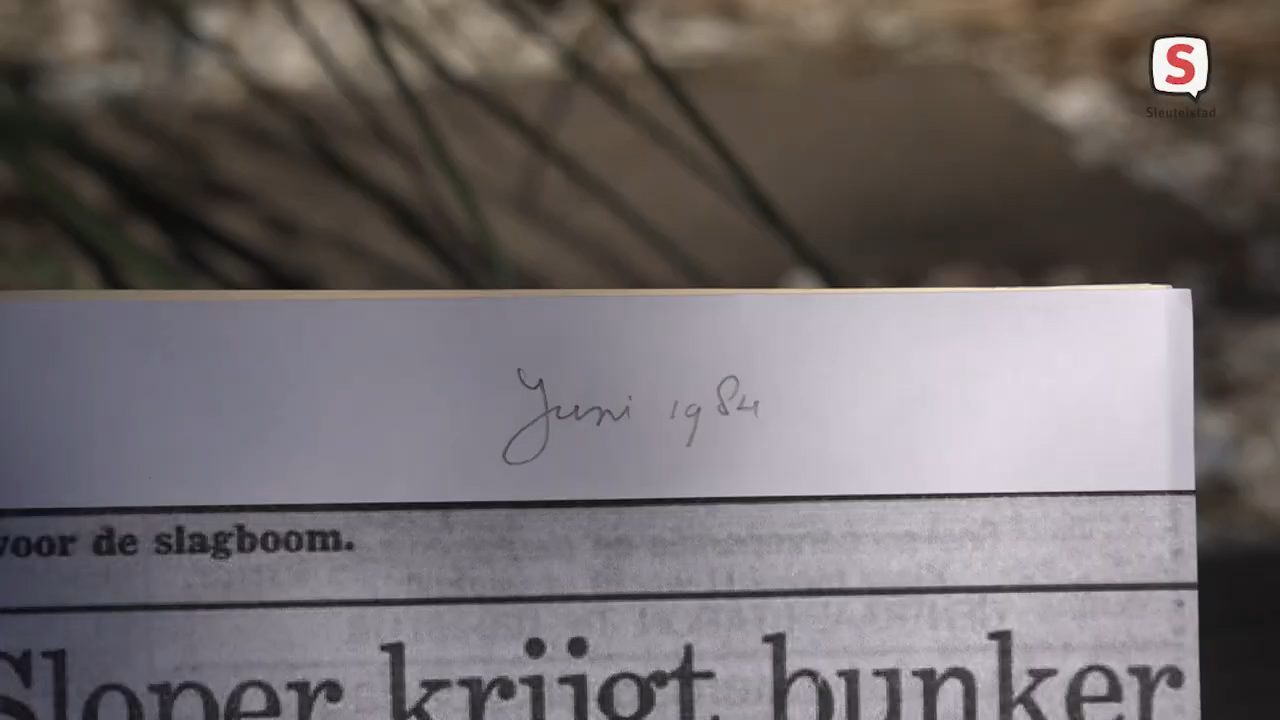 S
Sleutelstad
Juni 1984
voor de slagboom.
Sloper krijgt bunker